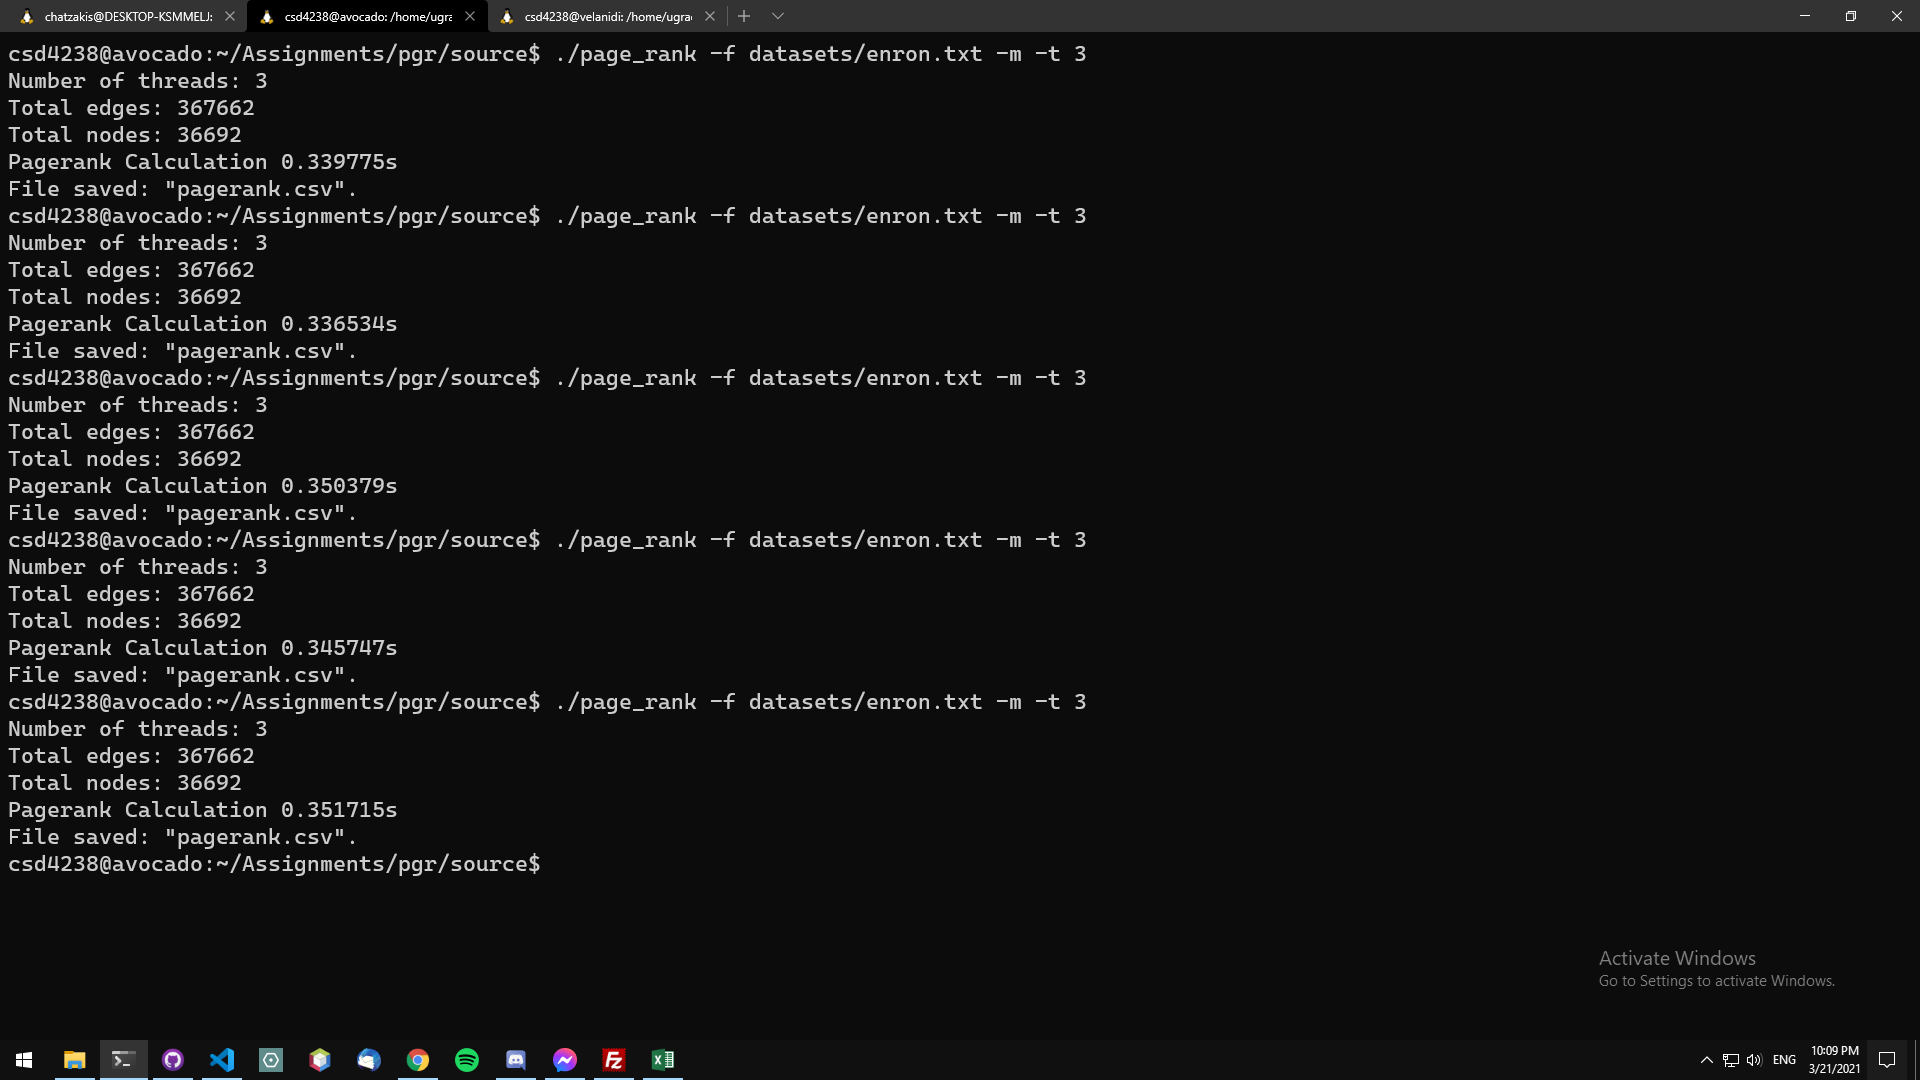 chatzakis@DESKTOP-KSMMELJ:
csd4238@avocado: /home/ugra
csd4238@velanidi: /home/ugra
csd4238@avocado:~/Assignments/pgr/source$ ./page_rank -f datasets/enron.txt -m -t 3
Number of threads: 3
Total edges: 367662
Total nodes: 36692
Pagerank Calculation 0.339775s
File saved: "pagerank.csv".
csd4238@avocado:~/Assignments/pgr/source$ ./page_rank -f datasets/enron.txt -m -t 3
Number of threads: 3
Total edges: 367662
Total nodes: 36692
Pagerank Calculation 0.336534s
File saved: "pagerank.csv".
csd4238@avocado:~/Assignments/pgr/source$ ./page_rank -f datasets/enron.txt -m -t 3
Number of threads: 3
Total edges: 367662
Total nodes: 36692
Pagerank Calculation 0.350379s
File saved: "pagerank.csv".
csd4238@avocado:~/Assignments/pgr/source$ ./page_rank -f datasets/enron.txt -m -t 3
Number of threads: 3
Total edges: 367662
Total nodes: 36692
Pagerank Calculation 0.345747s
File saved: "pagerank.csv".
csd4238@avocado:~/Assignments/pgr/source$ ./page_rank -f datasets/enron.txt -m -t 3
Number of threads: 3
Total edges: 367662
Total nodes: 36692
Pagerank Calculation 0.351715s
File saved: "pagerank.csv".
csd4238@avocado:~/Assignments/pgr/source$
Activate Windows
Go to Settings to activate Windows.
ENG
10:09 PM
3/21/2021